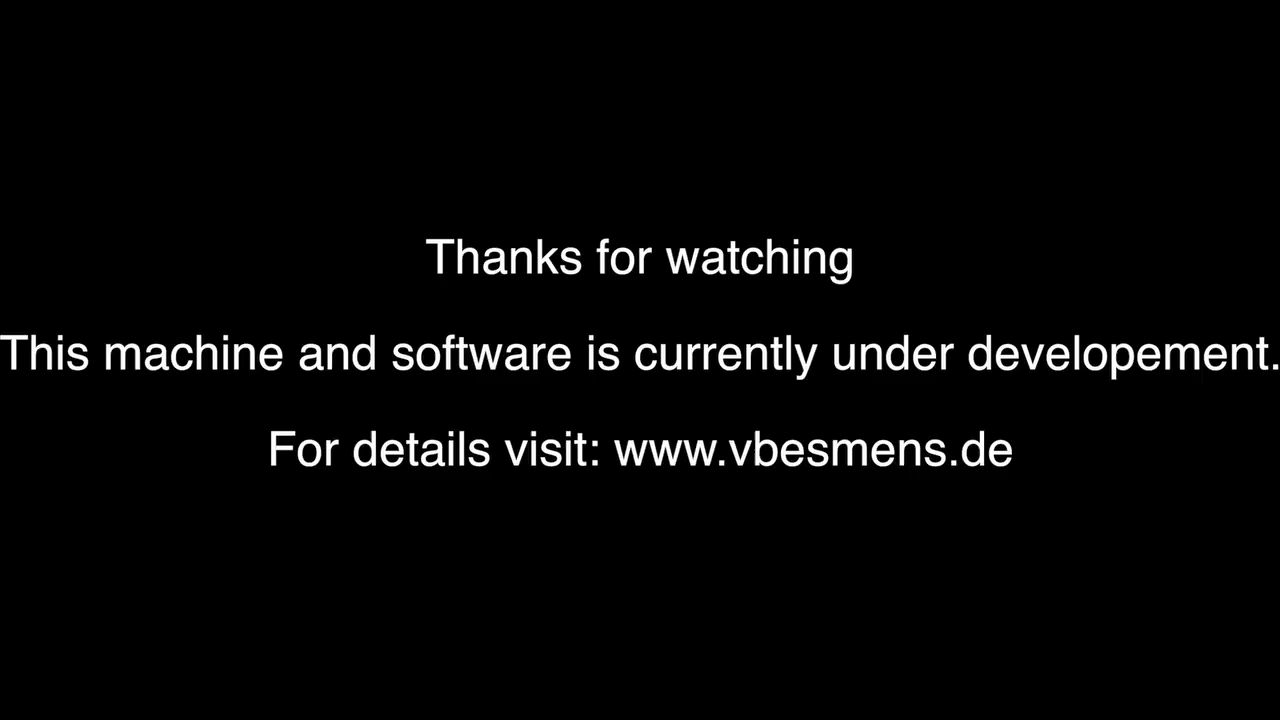 Thanks for watching
This machine and software is currently under developement.
For details visit: www.vbesmens.de